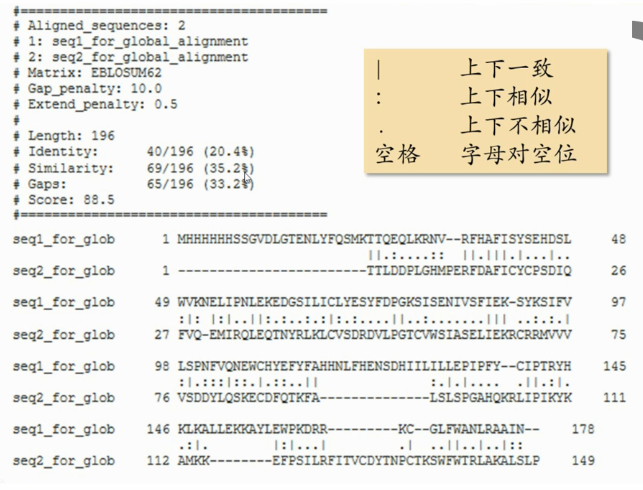 #=======================================
# Aligned_sequences: 2
# 1: seq1_for_global_alignment
# 2: seq2_for_global_alignment
# Matrix: EBLOSUM62
# Gap_penalty: 10.0
# Extend_penalty: 0.5
#
# Length: 196
# Identity: 40/196 (20.4%)
# Similarity: 69/196 (35.2%)
# Gaps: 65/196 (33.2%)
# Score: 88.5
#=======================================
| 上下一致
: 上下相似
. 上下不相似
空格 字母对空位
seq1_for_glob 1 MHHHHHHSSGVDLGTENLYFQSMKTTQEQLKRNV--RFHAFISYSEHDSL 48
||.:....:: ||.|||.|...|..
seq2_for_glob 1 ------------------------TTLDDPLGHMPERFDAFICYCPSDIQ 26
seq1_for_glob 49 WVKNELIPNLEKEDGSILICLYESYFDPGKSISENIVSFIEK-SYKSIFV 97
seq2_for_glob 27 FVQ-EMIRQLEQTNYRLKLCVSDRDVLPGTCVWSIASELIEKRCRRMVVV 75
seq1_for_glob 98 LSPNFVQNEWCHYEFYFAHHNLFHENSDHIILILLEPIPFY--CIPTRYH 145
seq2_for_glob 76 VSDDYLQSKECDFQTKFA--------------LSLSPGAHQKRLIPIKYK 111
seq1_for_glob 146 KLKALLEKKAYLEWPKDRR---------KC--GLFWANLRAAIN-- 178
.:|. |:|...| .| ..||..|..|::
seq2_for_glob 112 AMKK--------EFPSILRFITVCDYTNPCTKSWFWTRLAKALSLP 149